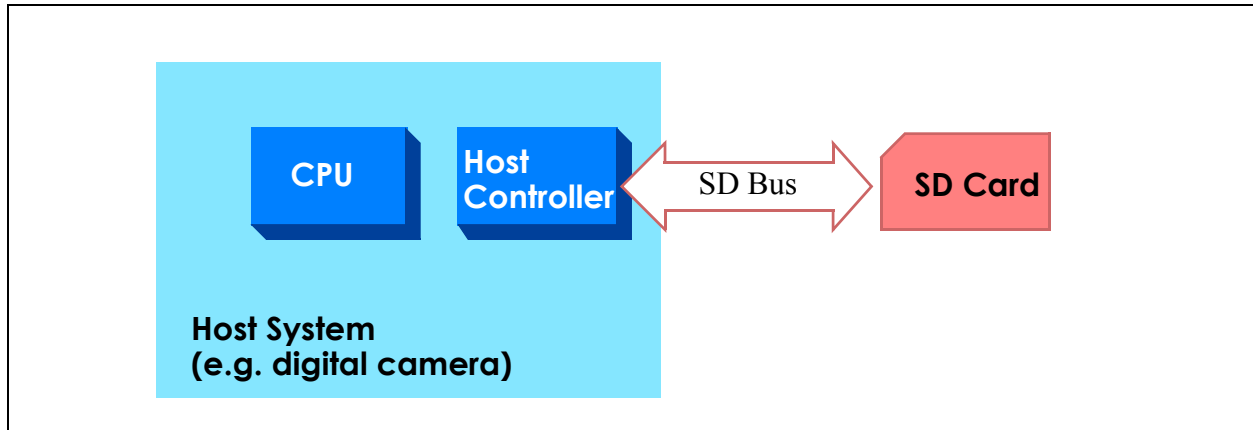 CPU
Host
Controller
SD Bus
SD Card
Host System
(e.g. digital camera)